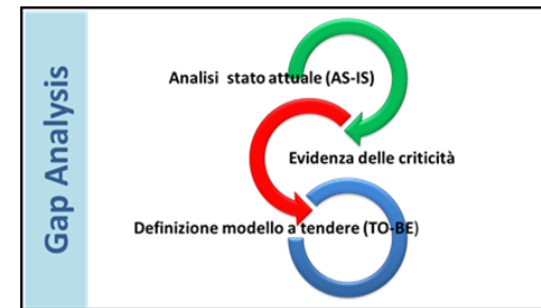 Gap Analysis
Analisi stato attuale (AS-IS)
Evidenza delle criticità
Definizione modello a tendere (TO-BE)